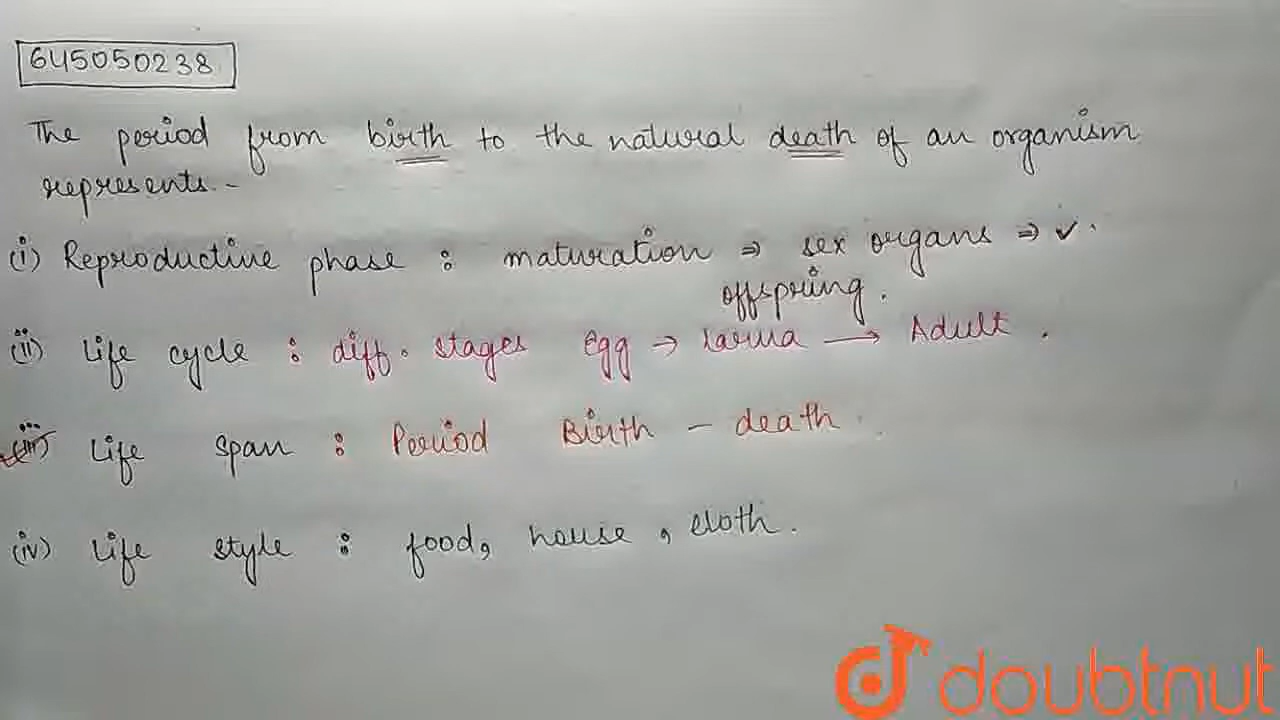 645050238
The period from birth to the natural death of an organism
represents.-
(i) Reproductive phase : maturation ⇒ sex organs ⇒ ✓.
offspring.
(ii) Life cycle : diff. stages Egg → Larva → Adult.
(iii) Life span : Period Birth - death
(iv) Life style : food, house, cloth.
doubtnut